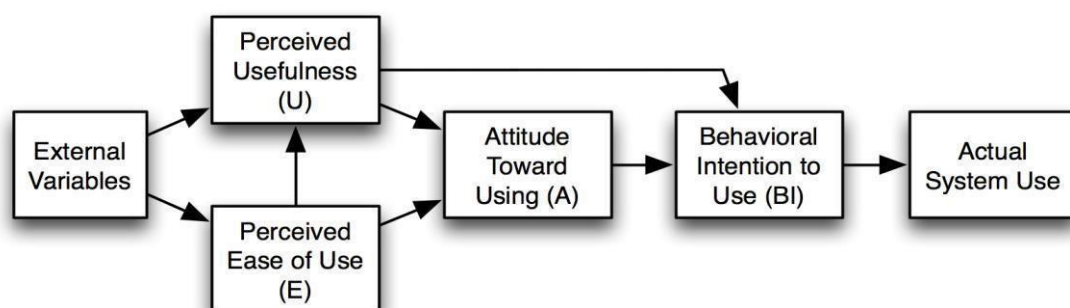 Perceived
Usefulness
(U)
External
Variables
Perceived
Ease of Use
(E)
Attitude
Toward
Using (A)
Behavioral
Intention to
Use (BI)
Actual
System Use